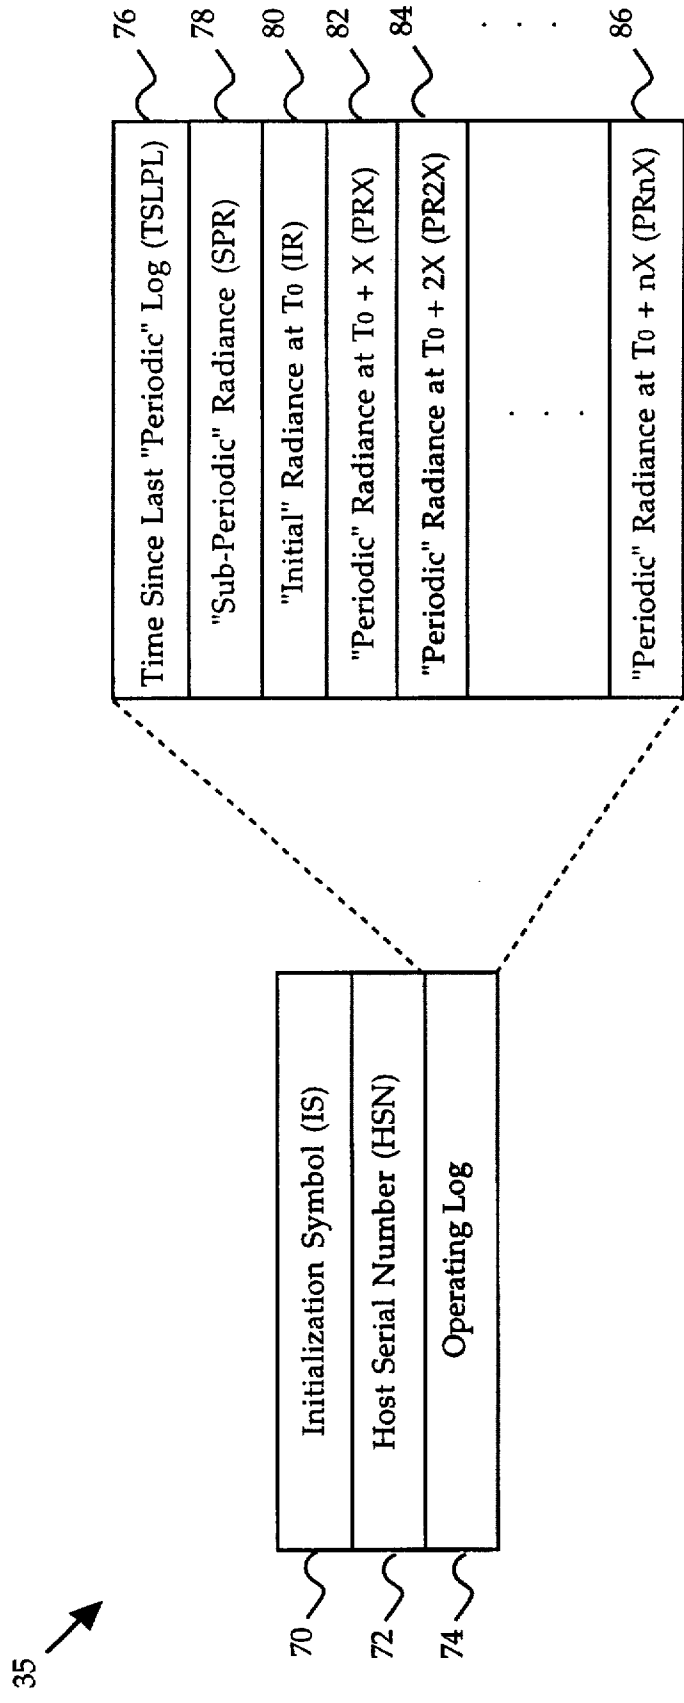 35
70
Initialization Symbol (IS)
72
Host Serial Number (HSN)
74
Operating Log
Time Since Last "Periodic" Log (TSLPL)
76
"Sub-Periodic" Radiance (SPR)
78
"Initial" Radiance at T0 (IR)
80
"Periodic" Radiance at T0 + X (PRX)
82
"Periodic" Radiance at T0 + 2X (PR2X)
84
. . .
. . .
"Periodic" Radiance at T0 + nX (PRnX)
86